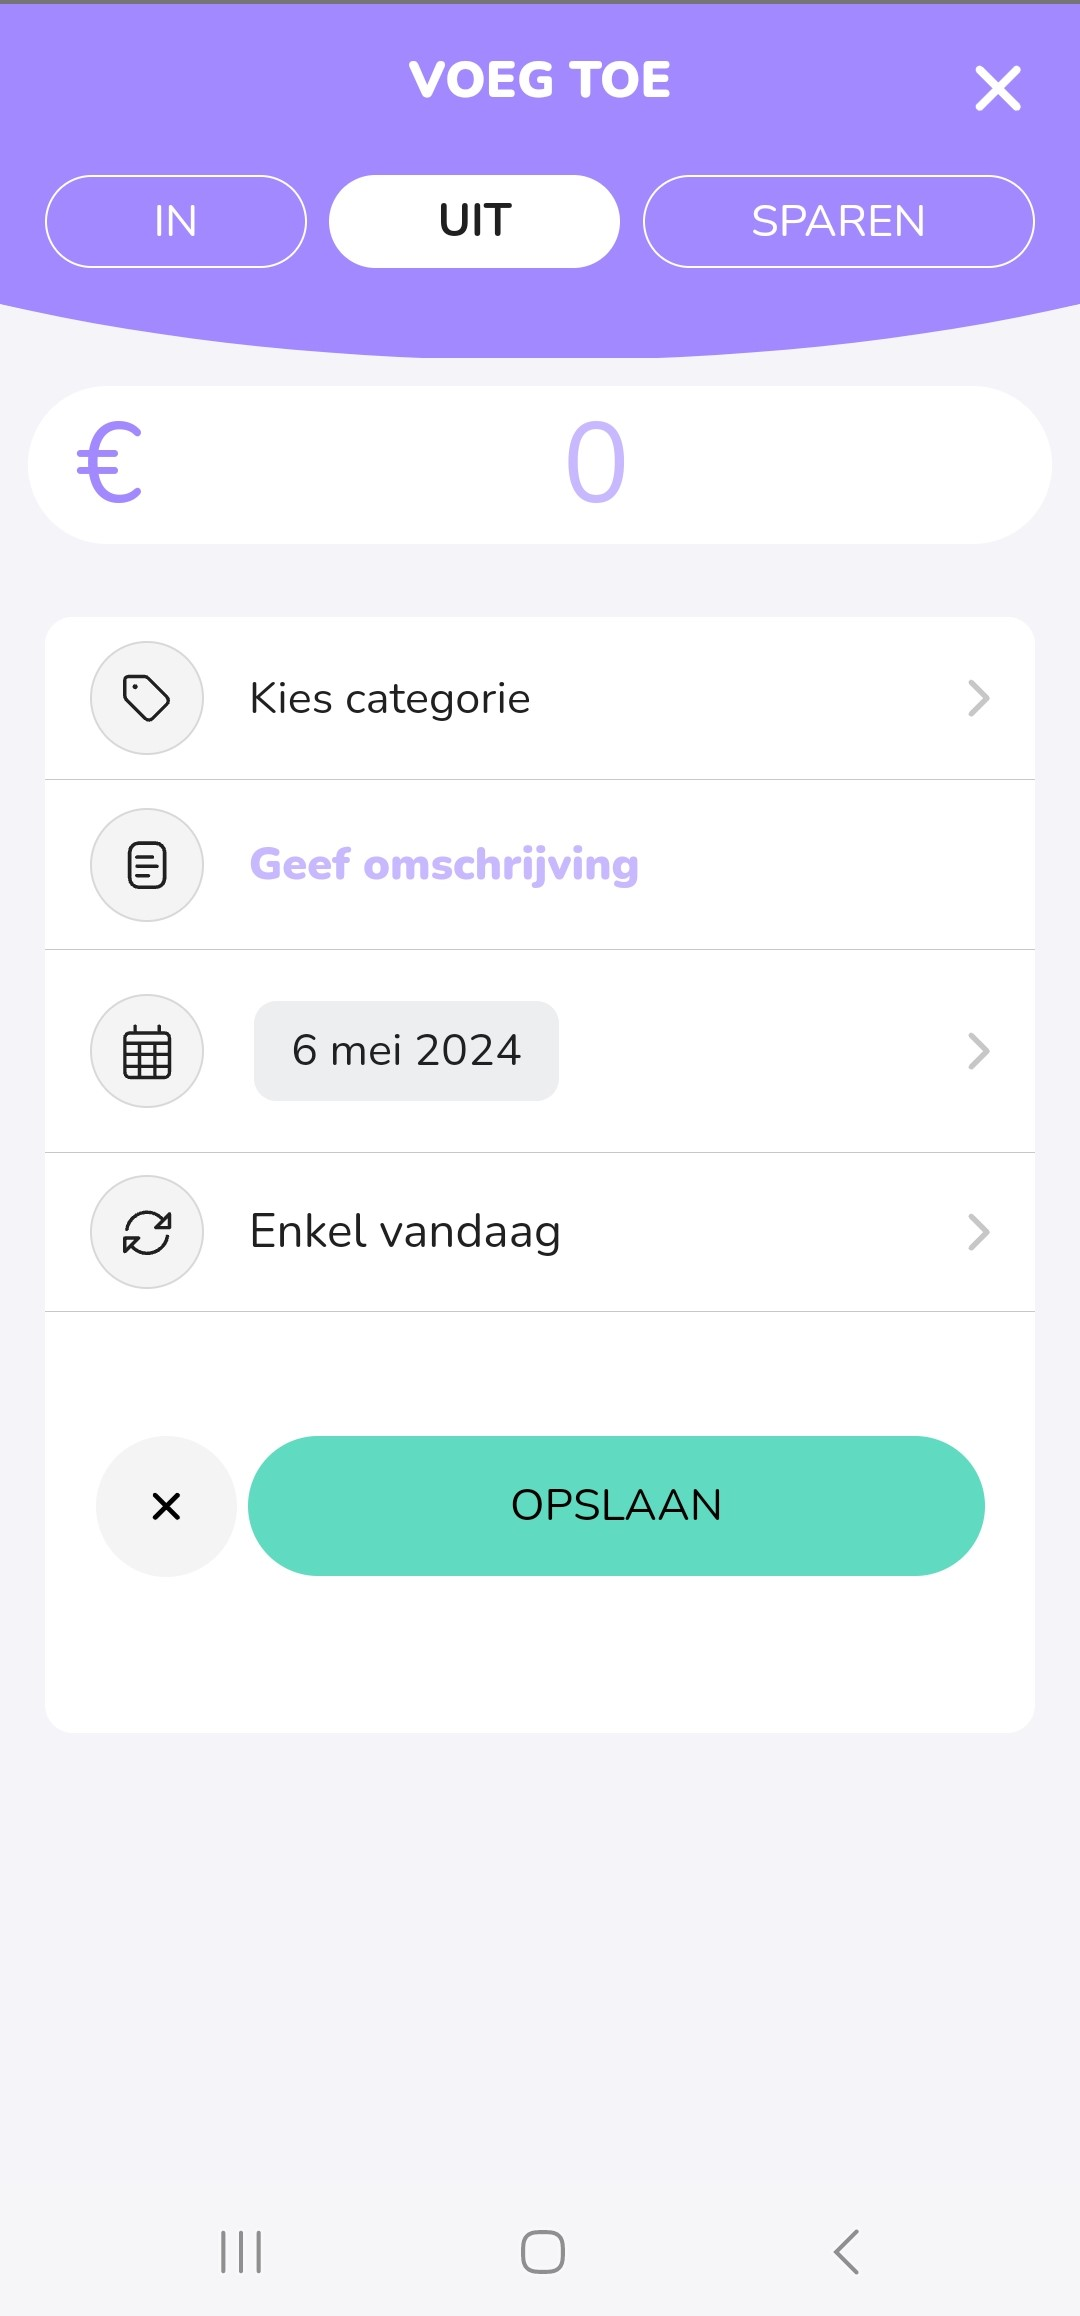 VOEG TOE
IN
UIT
SPAREN
€ 0
Kies categorie
Geef omschrijving
6 mei 2024
Enkel vandaag
OPSLAAN